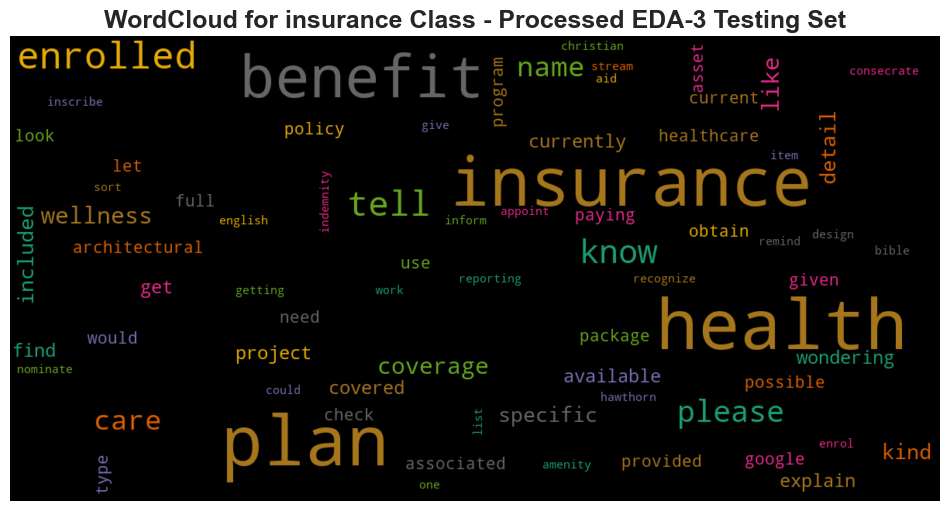 WordCloud for insurance Class - Processed EDA-3 Testing Set
enrolled
benefit
name
christian
stream
aid
program
asset
like
consecrate
inscribe
current
look
policy
give
currently
healthcare
detail
let
item
sort
full
indemnity
insurance
wellness
english
tell
inform
appoint
paying
obtain
remind
design
included
architectural
know
bible
use
get
getting
work
reporting
recognize
given
need
health
would
package
find
nominate
project
coverage
available
wondering
could
covered
hawthorn
possible
care
plan
check
list
specific
please
enrol
type
associated
amenity
provided
google
kind
one
explain